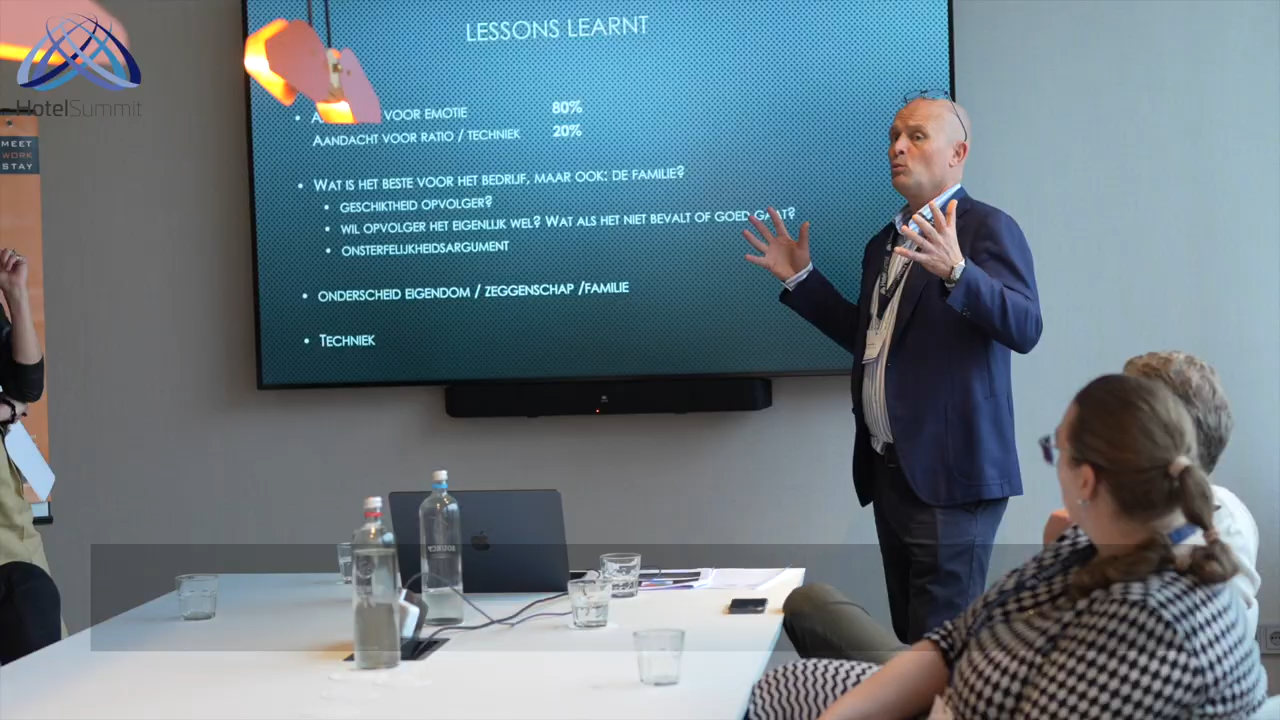 HotelSummit
MEET
WORK
STAY
LESSONS LEARNT
VOOR EMOTIE 80%
AANDACHT VOOR RATIO / TECHNIEK 20%
• WAT IS HET BESTE VOOR HET BEDRIJF, MAAR OOK: DE FAMILIE?
• GESCHIKTHEID OPVOLGER?
• WIL OPVOLGER HET EIGENLIJK WEL? WAT ALS HET NIET BEVALT OF GOED GAAT?
• ONSTERFELIJKHEIDSARGUMENT
• ONDERSCHEID EIGENDOM / ZEGGENSCHAP /FAMILIE
• TECHNIEK
SOURCY